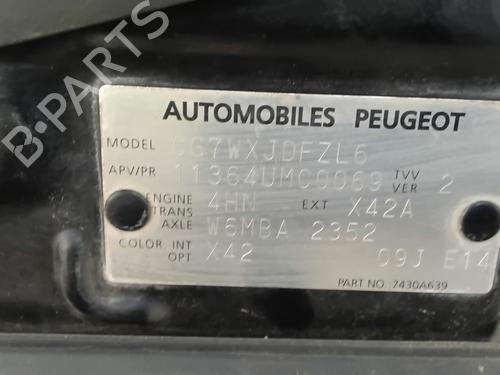 AUTOMOBILES PEUGEOT
MODEL GG7WXJDFZL6
APV/PR 11364UMC0069 TVV VER 2
ENGINE 4HN EXT X42A
TRANS AXLE W6MBA 2352
COLOR, INT OPT X42 09J E14
PART NO : 7430A639
B-PARTS